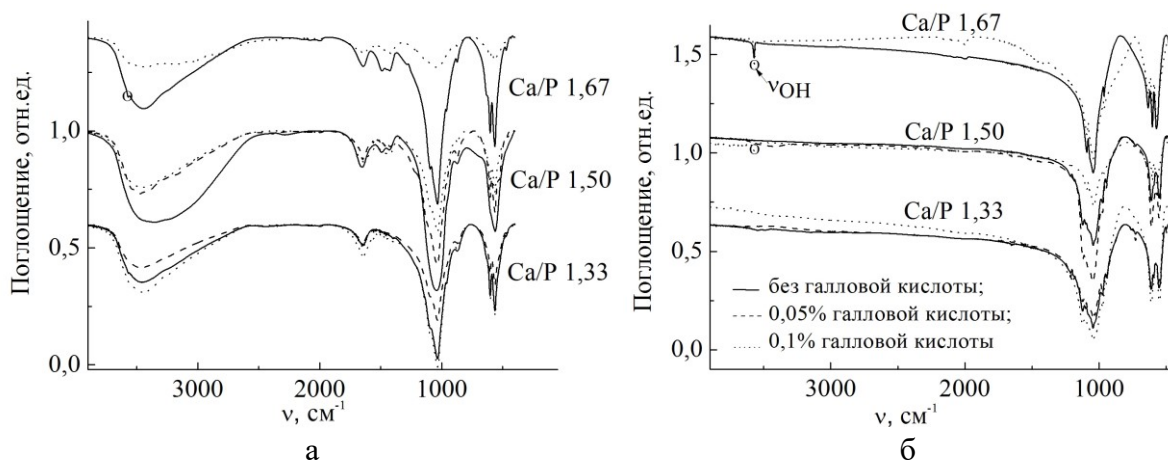 Поглощение, отн.ед.
1,0
0,5
0,0
Ca/P 1,67
Ca/P 1,50
Ca/P 1,33
3000
2000
1000
ν, см⁻¹
а
Поглощение, отн.ед.
1,5
1,0
0,5
0,0
Ca/P 1,67
νOH
Ca/P 1,50
Ca/P 1,33
без галловой кислоты;
0,05% галловой кислоты;
0,1% галловой кислоты
3000
2000
1000
ν, см⁻¹
б